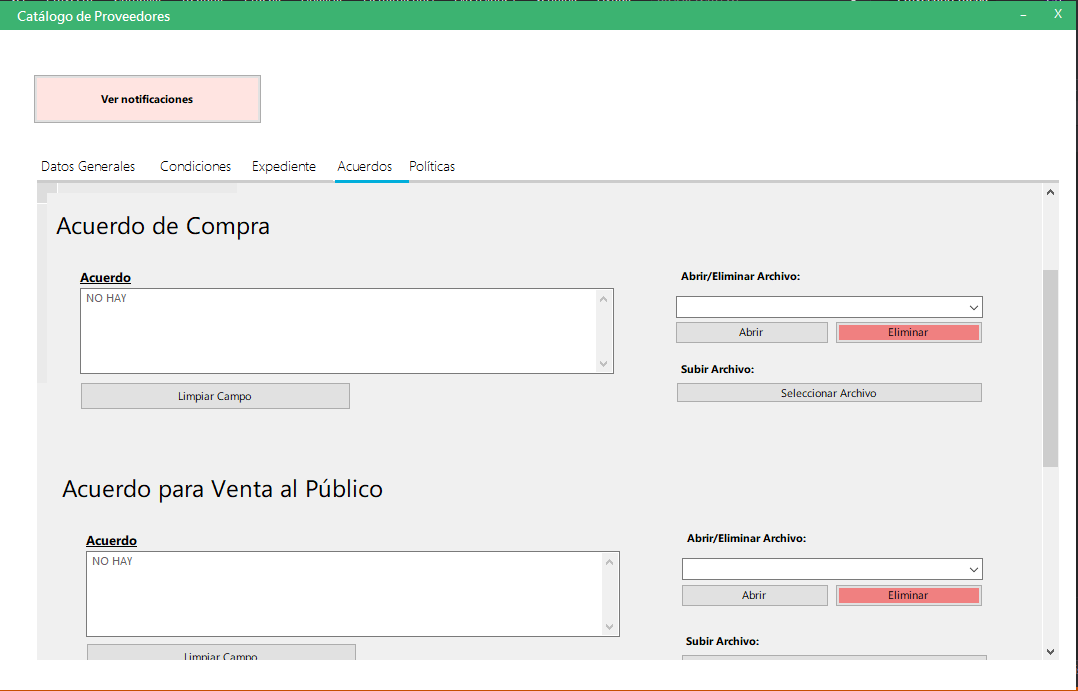 Catálogo de Proveedores
X
Ver notificaciones
Datos Generales Condiciones Expediente Acuerdos Políticas
Acuerdo de Compra
Acuerdo
NO HAY
Limpiar Campo
Abrir/Eliminar Archivo:
Abrir Eliminar
Subir Archivo:
Seleccionar Archivo
Acuerdo para Venta al Público
Acuerdo
NO HAY
Limpiar Campo
Abrir/Eliminar Archivo:
Abrir Eliminar
Subir Archivo: